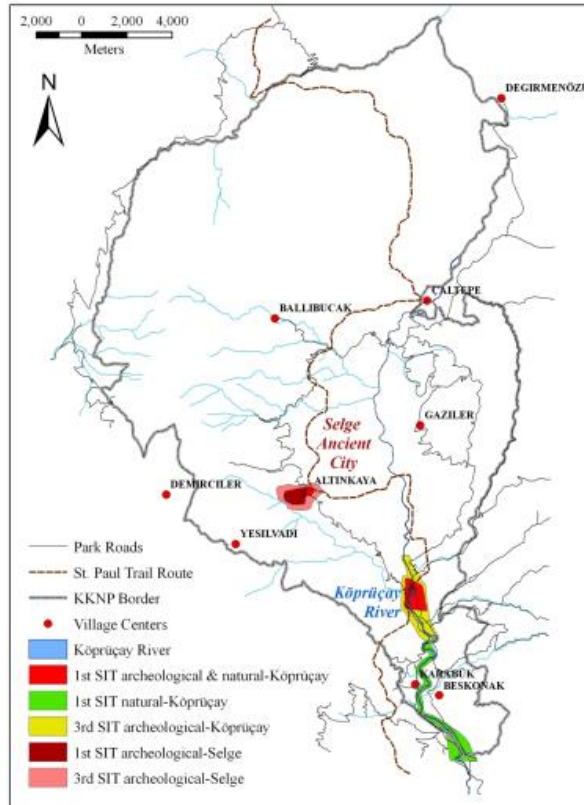 2,000 0 2,000 4,000
Meters
N
DEGIRMENÖZÜ
CALTEPE
BALLIBUCAK
GAZILER
Selge
Ancient
City
ALTINKAYA
DEMIRCILER
YESILVADI
Köprüçay
River
KARABUK
BESKONAK
Park Roads
St. Paul Trail Route
KKNP Border
Village Centers
Köprüçay River
1st SIT archeological & natural-Köprüçay
1st SIT natural-Köprüçay
3rd SIT archeological-Köprüçay
1st SIT archeological-Selge
3rd SIT archeological-Selge